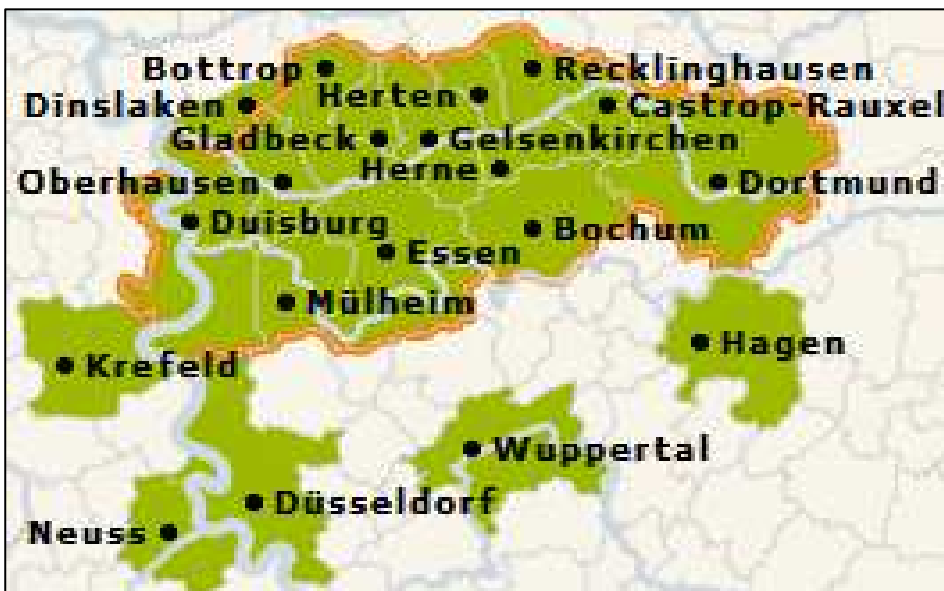 Bottrop
Recklinghausen
Dinslaken
Herten
Castrop-Rauxel
Gladbeck
Gelsenkirchen
Herne
Oberhausen
Dortmund
Duisburg
Bochum
Essen
Mülheim
Hagen
Krefeld
Wuppertal
Düsseldorf
Neuss